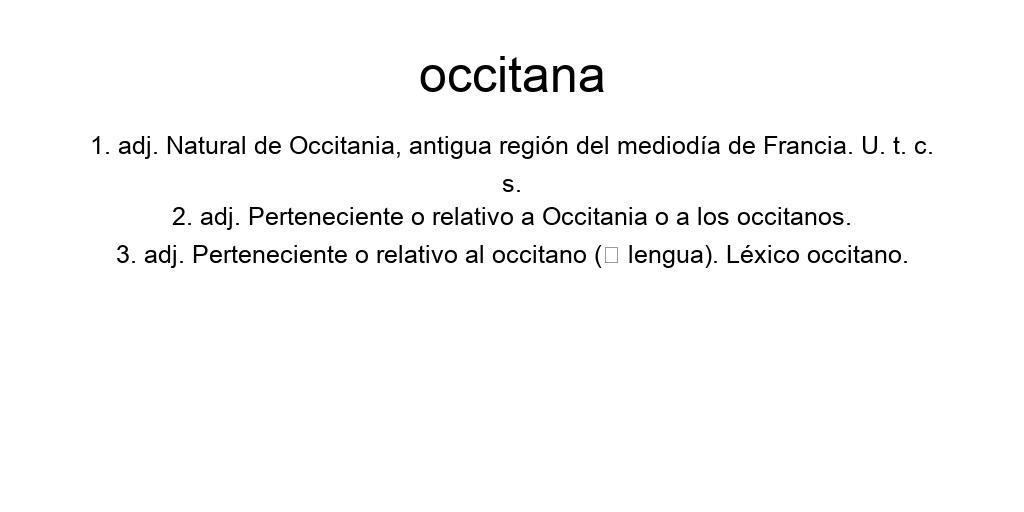 occitana
1. adj. Natural de Occitania, antigua región del mediodía de Francia. U. t. c.
s.
2. adj. Perteneciente o relativo a Occitania o a los occitanos.
3. adj. Perteneciente o relativo al occitano (□ lengua). Léxico occitano.